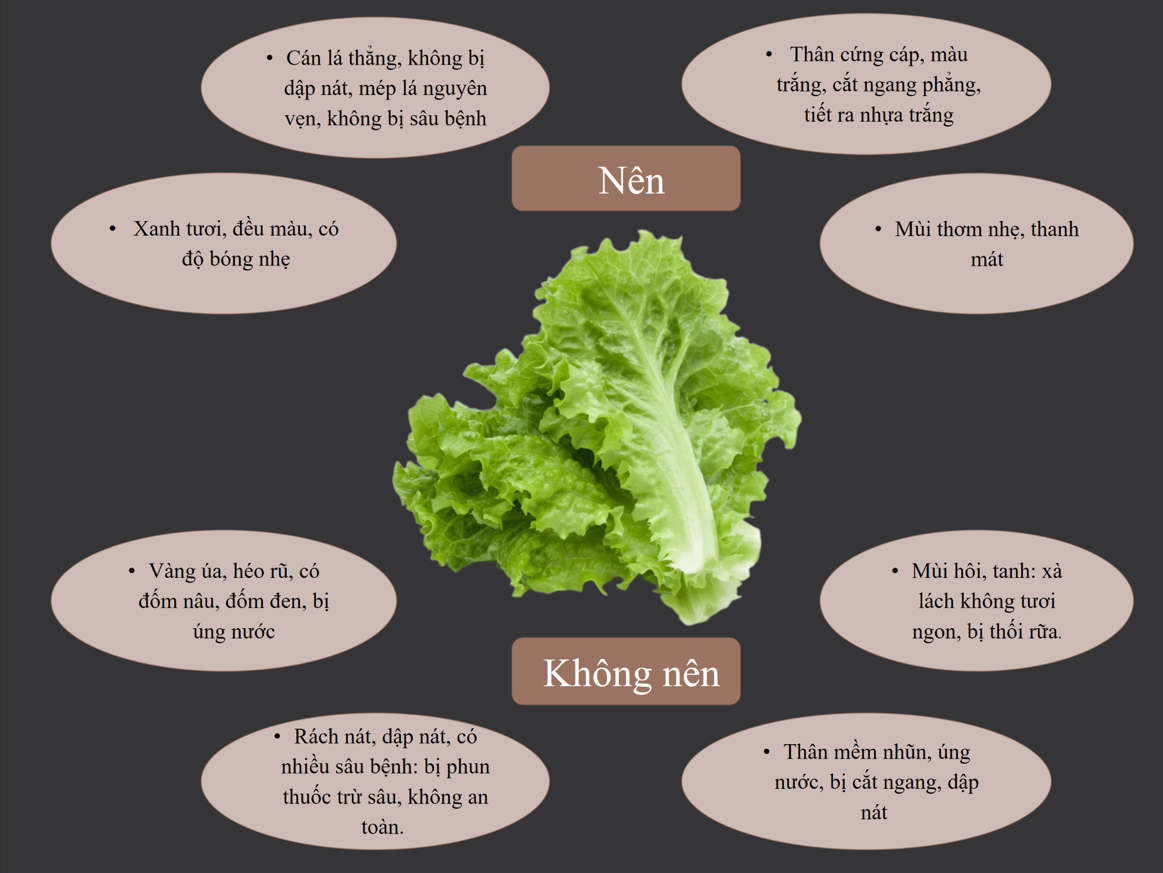 • Cán lá thẳng, không bị
dập nát, mép lá nguyên
vẹn, không bị sâu bệnh
• Thân cứng cáp, màu
trắng, cắt ngang phẳng,
tiết ra nhựa trắng
Nên
• Xanh tươi, đều màu, có
độ bóng nhẹ
• Mùi thơm nhẹ, thanh
mát
• Vàng úa, héo rũ, có
đốm nâu, đốm đen, bị
úng nước
• Mùi hôi, tanh: xà
lách không tươi
ngon, bị thối rữa.
Không nên
• Rách nát, dập nát, có
nhiều sâu bệnh: bị phun
thuốc trừ sâu, không an
toàn.
• Thân mềm nhũn, úng
nước, bị cắt ngang, dập
nát